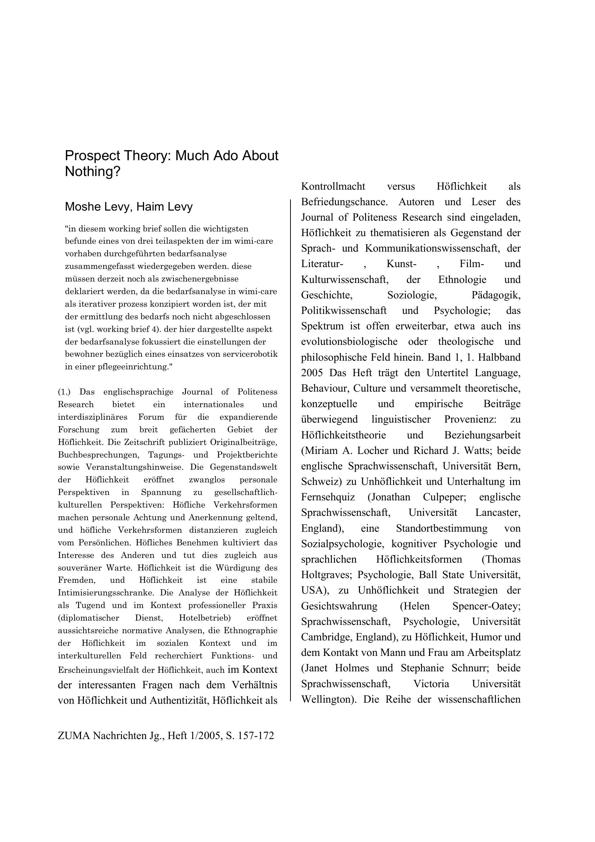 Prospect Theory: Much Ado About
Nothing?
Moshe Levy, Haim Levy
"in diesem working brief sollen die wichtigsten
befunde eines von drei teilaspekten der im wimi-care
vorhaben durchgeführten bedarfsanalyse
zusammengefasst wiedergegeben werden. diese
müssen derzeit noch als zwischenergebnisse
deklariert werden, da die bedarfsanalyse in wimi-care
als iterativer prozess konzipiert worden ist, der mit
der ermittlung des bedarfs noch nicht abgeschlossen
ist (vgl. working brief 4). der hier dargestellte aspekt
der bedarfsanalyse fokussiert die einstellungen der
bewohner bezüglich eines einsatzes von servicerobotik
in einer pflegeeinrichtung."
(1,) Das englischsprachige Journal of Politeness
Research bietet ein internationales und
interdisziplinäres Forum für die expandierende
Forschung zum breit gefächerten Gebiet der
Höflichkeit. Die Zeitschrift publiziert Originalbeiträge,
Buchbesprechungen, Tagungs- und Projektberichte
sowie Veranstaltungshinweise. Die Gegenstandswelt
der Höflichkeit eröffnet zwanglos personale
Perspektiven in Spannung zu gesellschaftlich-
kulturellen Perspektiven: Höfliche Verkehrsformen
machen personale Achtung und Anerkennung geltend,
und höfliche Verkehrsformen distanzieren zugleich
vom Persönlichen. Höfliches Benehmen kultiviert das
Interesse des Anderen und tut dies zugleich aus
souveräner Warte. Höflichkeit ist die Würdigung des
Fremden, und Höflichkeit ist eine stabile
Intimisierungsschranke. Die Analyse der Höflichkeit
als Tugend und im Kontext professioneller Praxis
(diplomatischer Dienst, Hotelbetrieb) eröffnet
aussichtsreiche normative Analysen, die Ethnographie
der Höflichkeit im sozialen Kontext und im
interkulturellen Feld recherchiert Funktions- und
Erscheinungsvielfalt der Höflichkeit, auch im Kontext
der interessanten Fragen nach dem Verhältnis
von Höflichkeit und Authentizität, Höflichkeit als
Kontrollmacht versus Höflichkeit als
Befriedungschance. Autoren und Leser des
Journal of Politeness Research sind eingeladen,
Höflichkeit zu thematisieren als Gegenstand der
Sprach- und Kommunikationswissenschaft, der
Literatur- , Kunst- , Film- und
Kulturwissenschaft, der Ethnologie und
Geschichte, Soziologie, Pädagogik,
Politikwissenschaft und Psychologie; das
Spektrum ist offen erweiterbar, etwa auch ins
evolutionsbiologische oder theologische und
philosophische Feld hinein. Band 1, 1. Halbband
2005 Das Heft trägt den Untertitel Language,
Behaviour, Culture und versammelt theoretische,
konzeptuelle und empirische Beiträge
überwiegend linguistischer Provenienz: zu
Höflichkeitstheorie und Beziehungsarbeit
(Miriam A. Locher und Richard J. Watts; beide
englische Sprachwissenschaft, Universität Bern,
Schweiz) zu Unhöflichkeit und Unterhaltung im
Fernsehquiz (Jonathan Culpeper; englische
Sprachwissenschaft, Universität Lancaster,
England), eine Standortbestimmung von
Sozialpsychologie, kognitiver Psychologie und
sprachlichen Höflichkeitsformen (Thomas
Holtgraves; Psychologie, Ball State Universität,
USA), zu Unhöflichkeit und Strategien der
Gesichtswahrung (Helen Spencer-Oatey;
Sprachwissenschaft, Psychologie, Universität
Cambridge, England), zu Höflichkeit, Humor und
dem Kontakt von Mann und Frau am Arbeitsplatz
(Janet Holmes und Stephanie Schnurr; beide
Sprachwissenschaft, Victoria Universität
Wellington). Die Reihe der wissenschaftlichen
ZUMA Nachrichten Jg., Heft 1/2005, S. 157-172